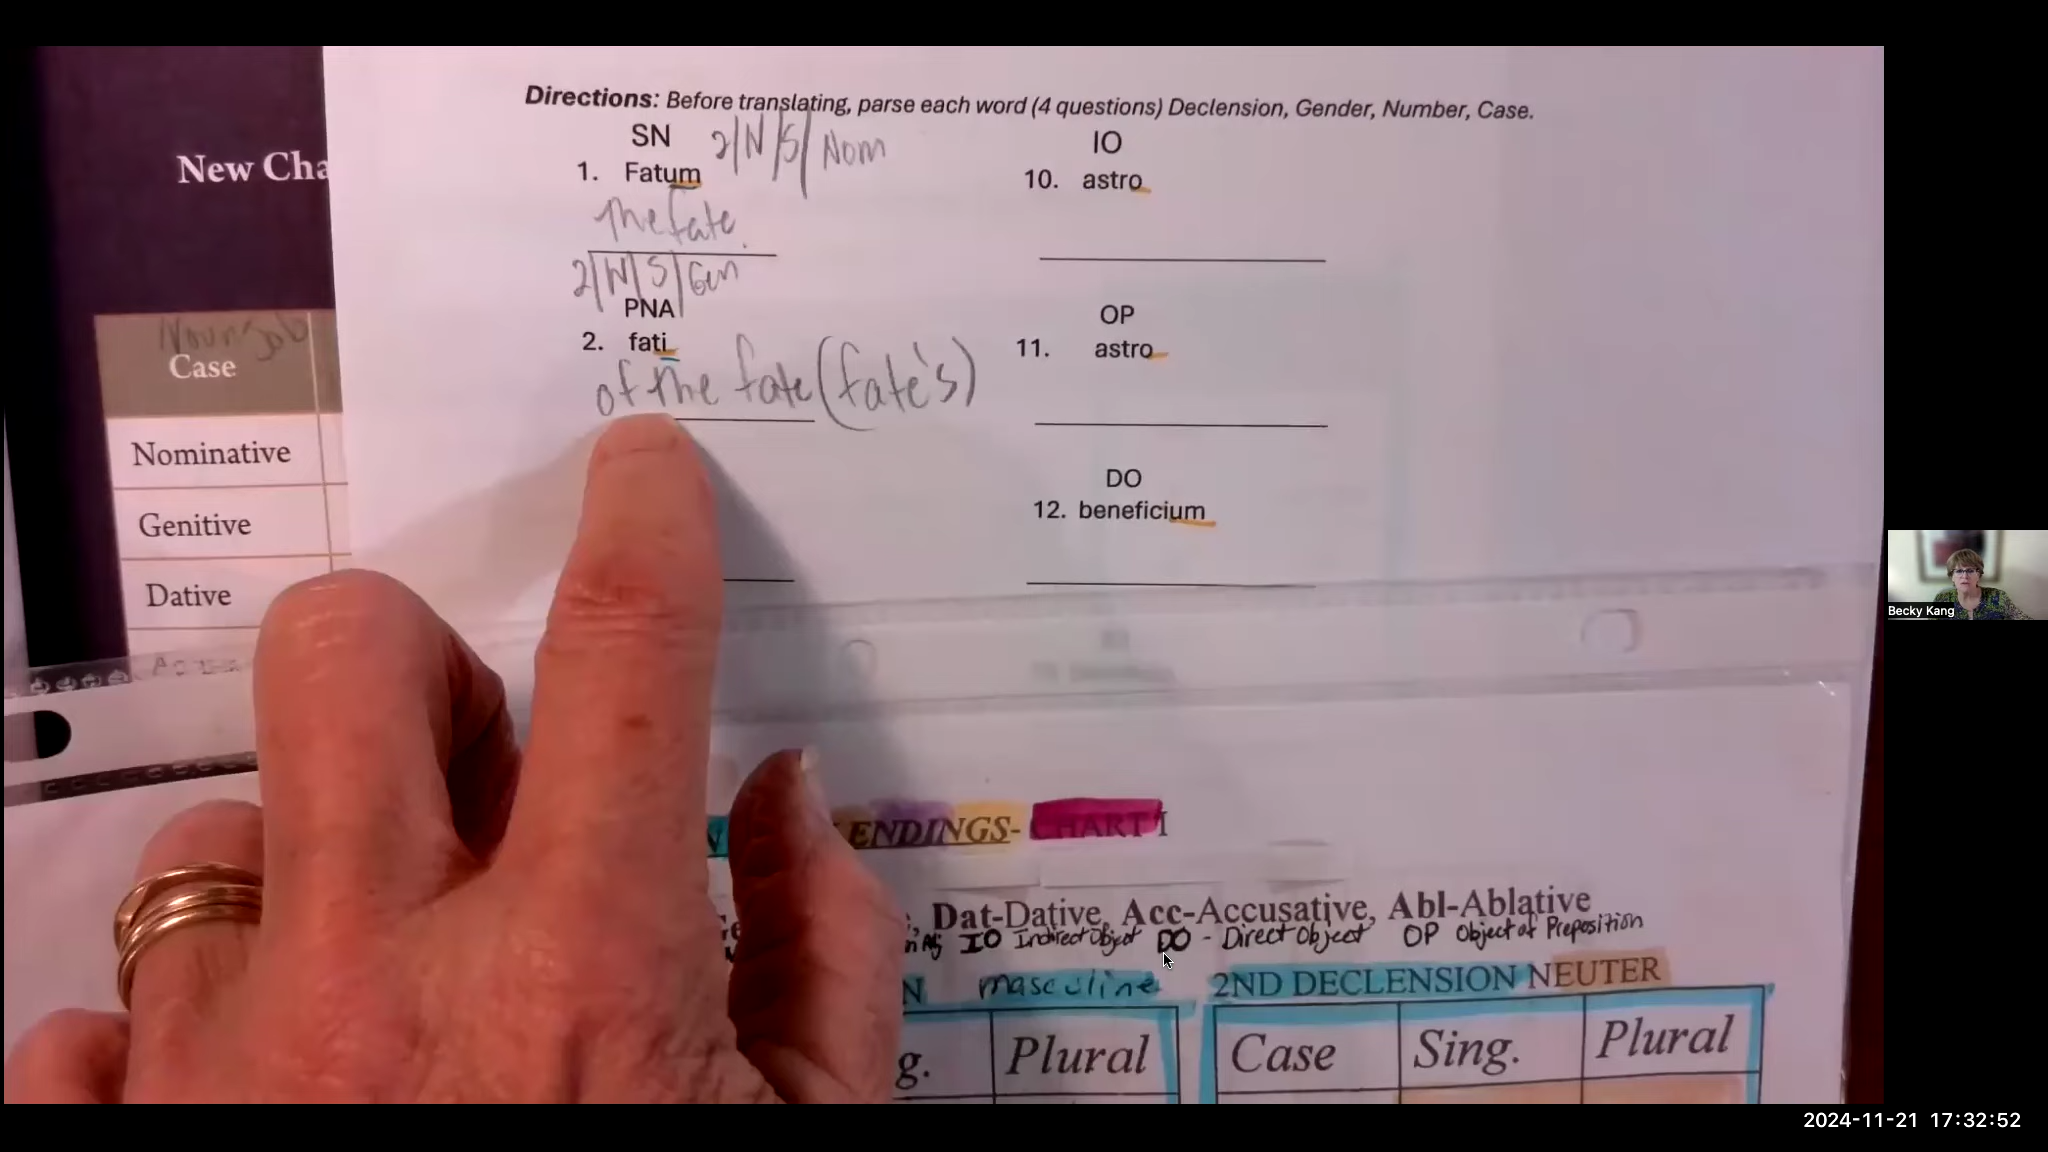 Directions: Before translating, parse each word (4 questions) Declension, Gender, Number, Case.
SN 2/N/S/Nom
1. Fatum
The fate
2/N/S/Gen
PNA
2. fati
of the fate (fate's)
IO
10. astro
OP
11. astro
DO
12. beneficium
New Cha
Noun Job
Case
Nominative
Genitive
Dative
ENDINGS- CHART I
, Dat-Dative, Acc-Accusative, Abl-Ablative
IO Indirect Object DO - Direct Object OP Object of Preposition
N masculine 2ND DECLENSION NEUTER
g. Plural
Case Sing. Plural
Becky Kang
2024-11-21 17:32:52